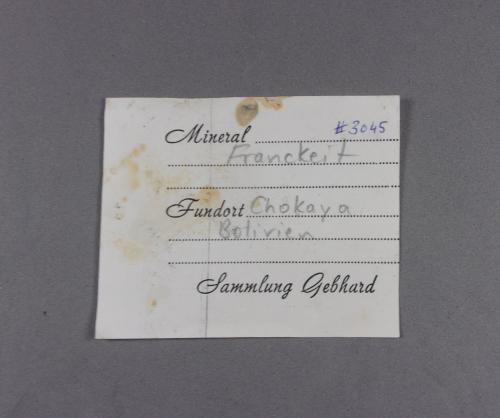 Mineral #3045
Franckeit
Fundort Chokaya
Bolivien
Sammlung Gebhard